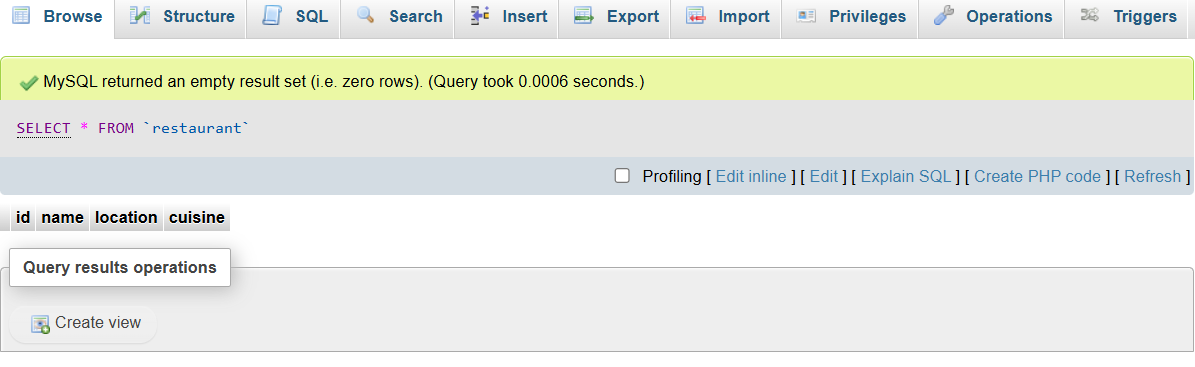 Browse Structure SQL Search Insert Export Import Privileges Operations Triggers
MySQL returned an empty result set (i.e. zero rows). (Query took 0.0006 seconds.)
SELECT * FROM `restaurant`
Profiling [ Edit inline ] [ Edit ] [ Explain SQL ] [ Create PHP code ] [ Refresh ]
id name location cuisine
Query results operations
Create view